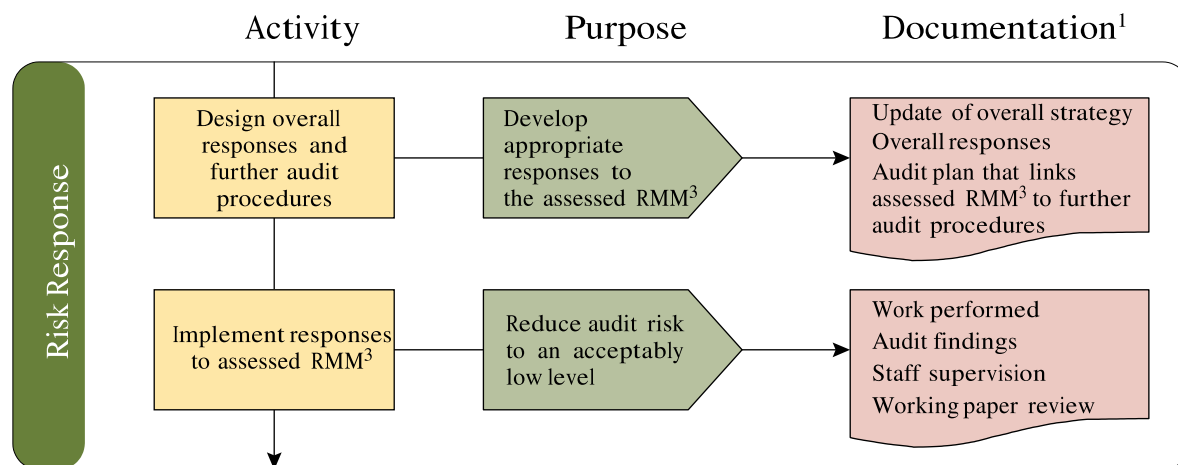 Activity
Purpose
Documentation¹
Risk Response
Design overall
responses and
further audit
procedures
Develop
appropriate
responses to
the assessed RMM³
Update of overall strategy
Overall responses
Audit plan that links
assessed RMM³ to further
audit procedures
Implement responses
to assessed RMM³
Reduce audit risk
to an acceptably
low level
Work performed
Audit findings
Staff supervision
Working paper review